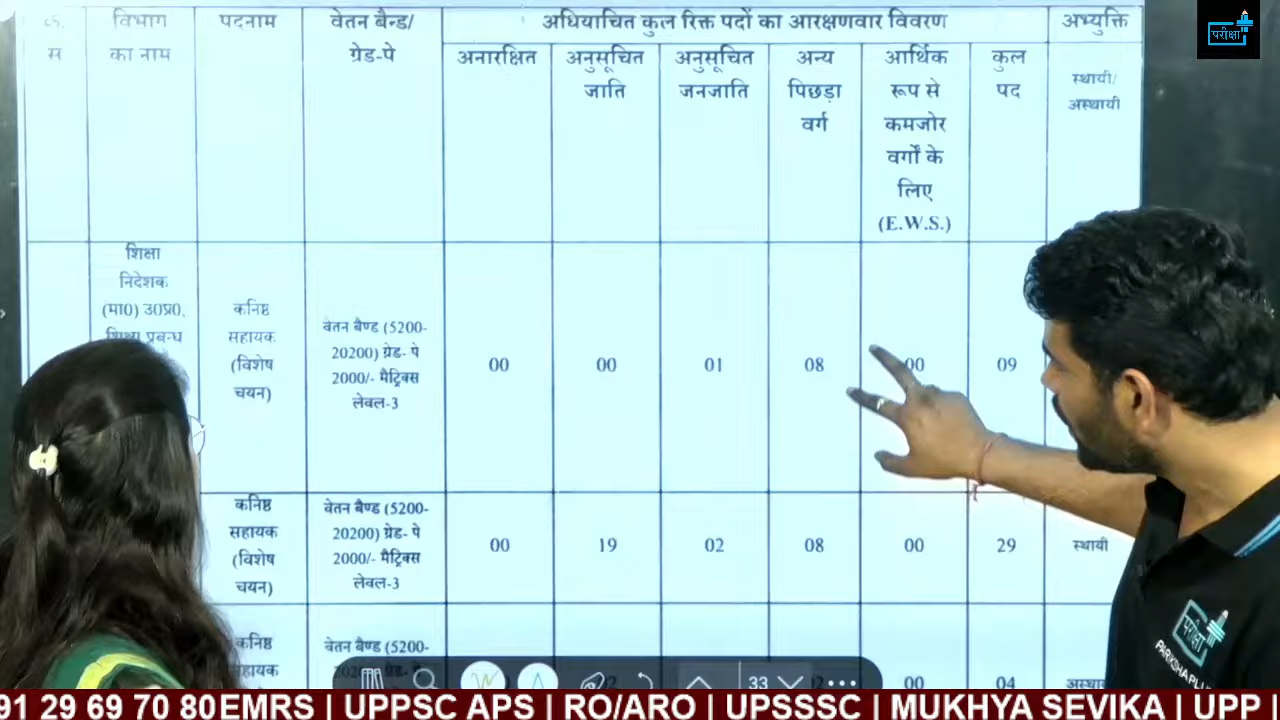 विभाग का नाम
पदनाम
वेतन बैन्ड/ ग्रेड-पे
अधियाचित कुल रिक्त पदों का आरक्षणवार विवरण
अभ्युक्ति
अनारक्षित
अनुसूचित जाति
अनुसूचित जनजाति
अन्य पिछड़ा वर्ग
आर्थिक रूप से कमजोर वर्गों के लिए (E.W.S.)
कुल पद
स्थायी/ अस्थायी
शिक्षा
निदेशक
(मा0) उ0प्र0,
शिक्षा प्रबन्ध
कनिष्ठ
सहायक
(विशेष
चयन)
वेतन बैण्ड (5200-
20200) ग्रेड- पे
2000/- मैट्रिक्स
लेवल-3
00 00 01 08 00 09
कनिष्ठ
सहायक
(विशेष
चयन)
वेतन बैण्ड (5200-
20200) ग्रेड- पे
2000/- मैट्रिक्स
लेवल-3
00 19 02 08 00 29 स्थायी
कनिष्ठ
सहायक
वेतन बैण्ड (5200-
00 04
33
परीक्षा
परीक्षा
91 29 69 70 80 EMRS | UPPSC APS | RO/ARO | UPSSSC | MUKHYA SEVIKA | UPP |